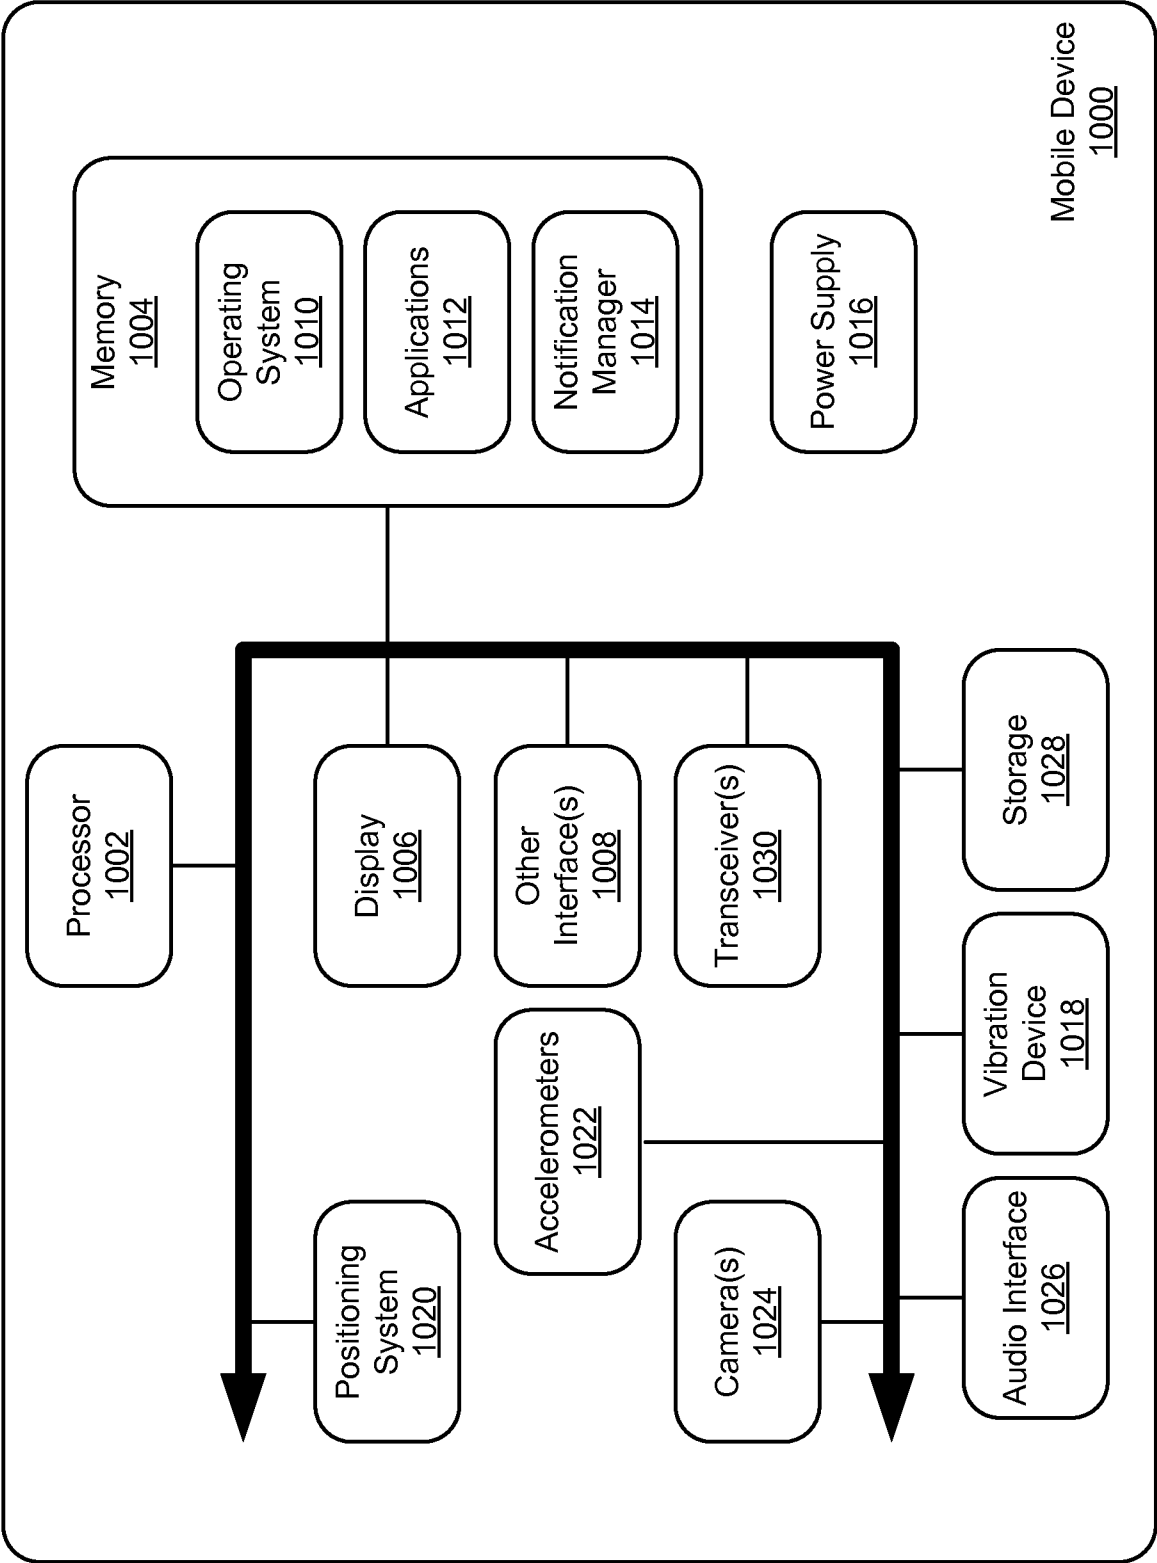 Processor
1002
Memory
1004
Operating
System
1010
Positioning
System
1020
Display
1006
Applications
1012
Accelerometers
1022
Other
Interface(s)
1008
Notification
Manager
1014
Camera(s)
1024
Transceiver(s)
1030
Power Supply
1016
Audio Interface
1026
Vibration
Device
1018
Storage
1028
Mobile Device
1000